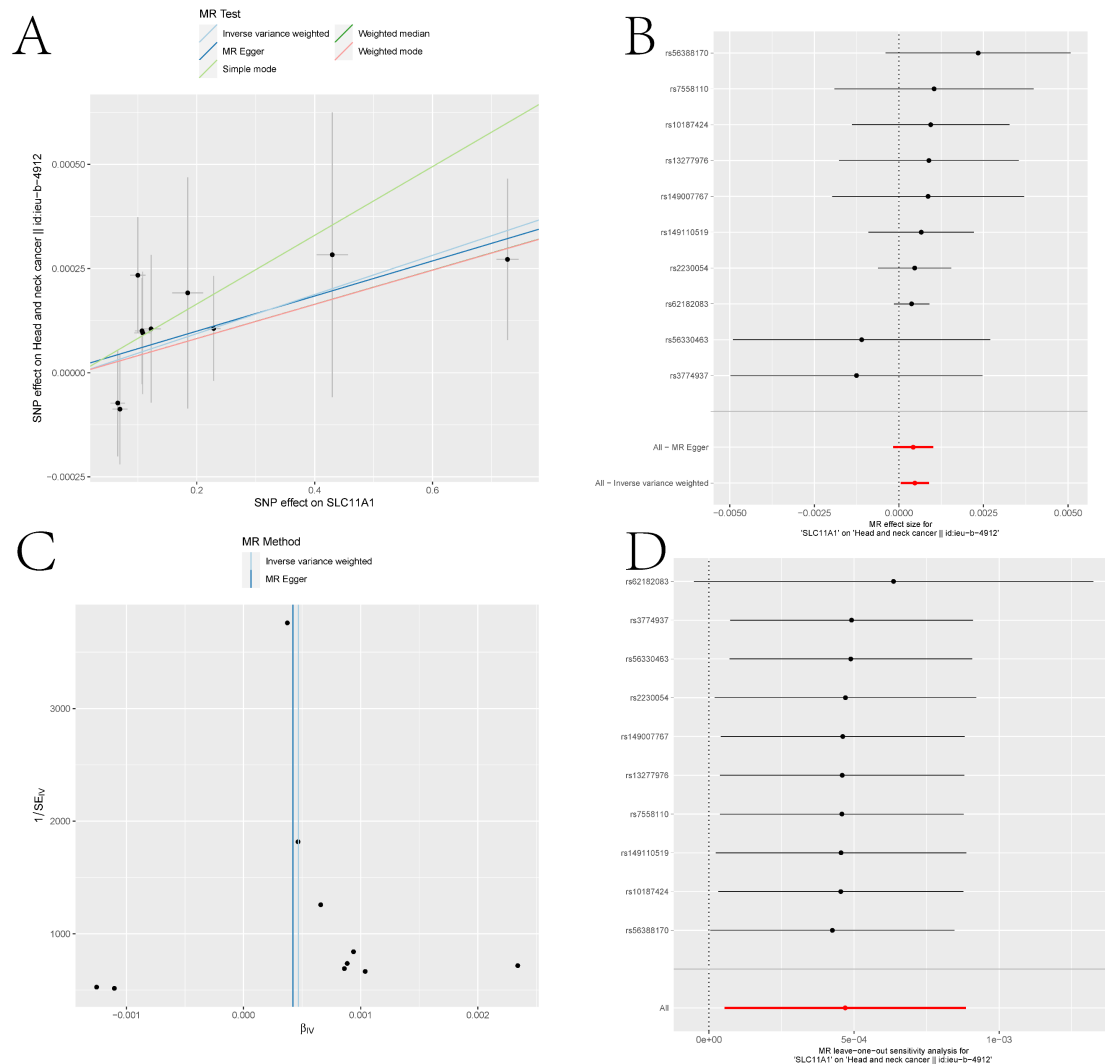 A
MR Test
Inverse variance weighted
Weighted median
MR Egger
Weighted mode
Simple mode
SNP effect on Head and neck cancer || id:ieu−b−4912
0.00050
0.00025
0.00000
−0.00025
0.2
0.4
0.6
SNP effect on SLC11A1
B
rs56388170
rs7558110
rs10187424
rs13277976
rs149007767
rs149110519
rs2230054
rs62182083
rs56330463
rs3774937
All − MR Egger
All − Inverse variance weighted
−0.0050
−0.0025
0.0000
0.0025
0.0050
MR effect size for
'SLC11A1' on 'Head and neck cancer || id:ieu−b−4912'
C
MR Method
Inverse variance weighted
MR Egger
1/SE_IV
3000
2000
1000
−0.001
0.000
0.001
0.002
β_IV
D
rs62182083
rs3774937
rs56330463
rs2230054
rs149007767
rs13277976
rs7558110
rs149110519
rs10187424
rs56388170
All
0e+00
5e−04
1e−03
MR leave−one−out sensitivity analysis for
'SLC11A1' on 'Head and neck cancer || id:ieu−b−4912'